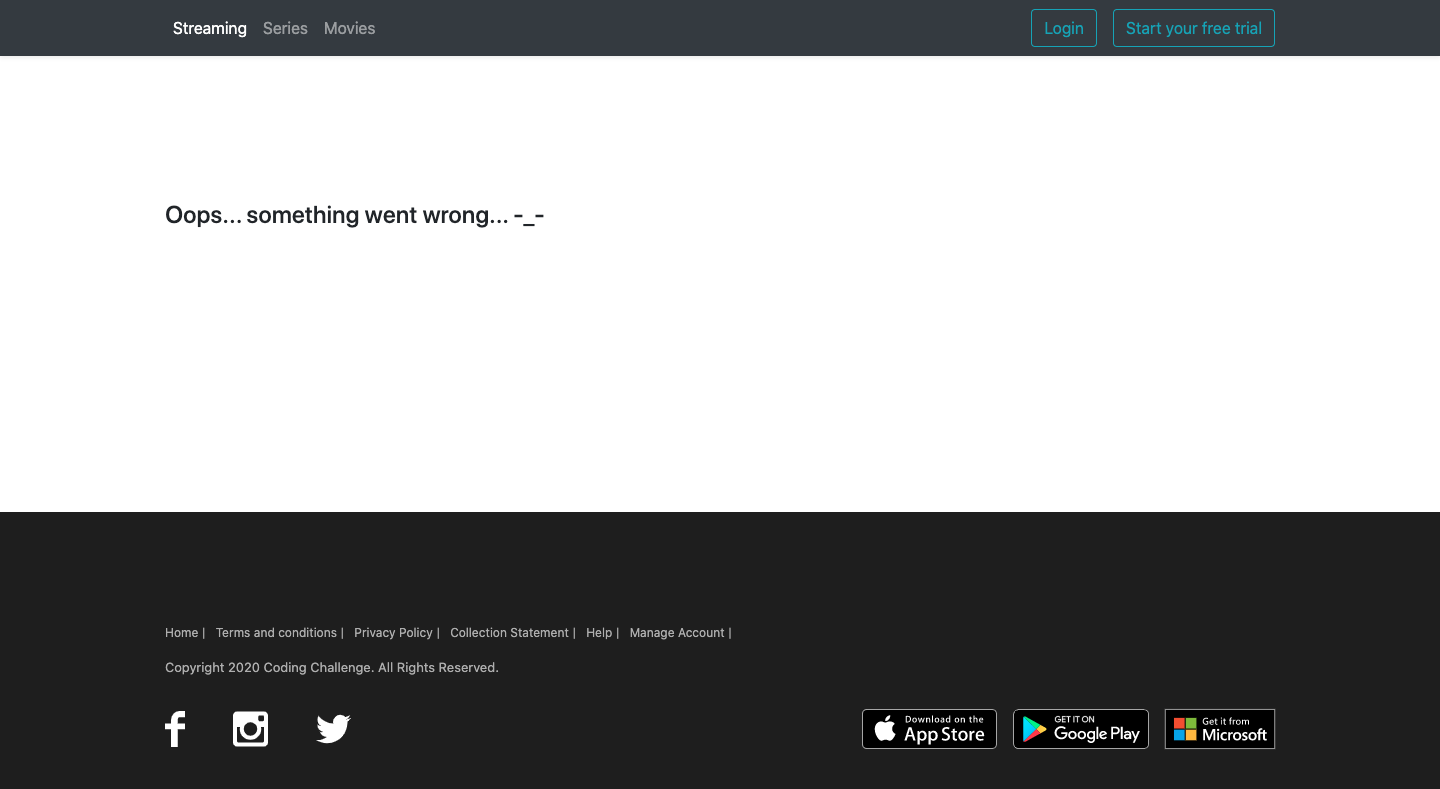 Streaming Series Movies Login Start your free trial
Oops... something went wrong... -_-
Home | Terms and conditions | Privacy Policy | Collection Statement | Help | Manage Account |
Copyright 2020 Coding Challenge. All Rights Reserved.
Download on the
App Store
GET IT ON
Google Play
Get it from
Microsoft